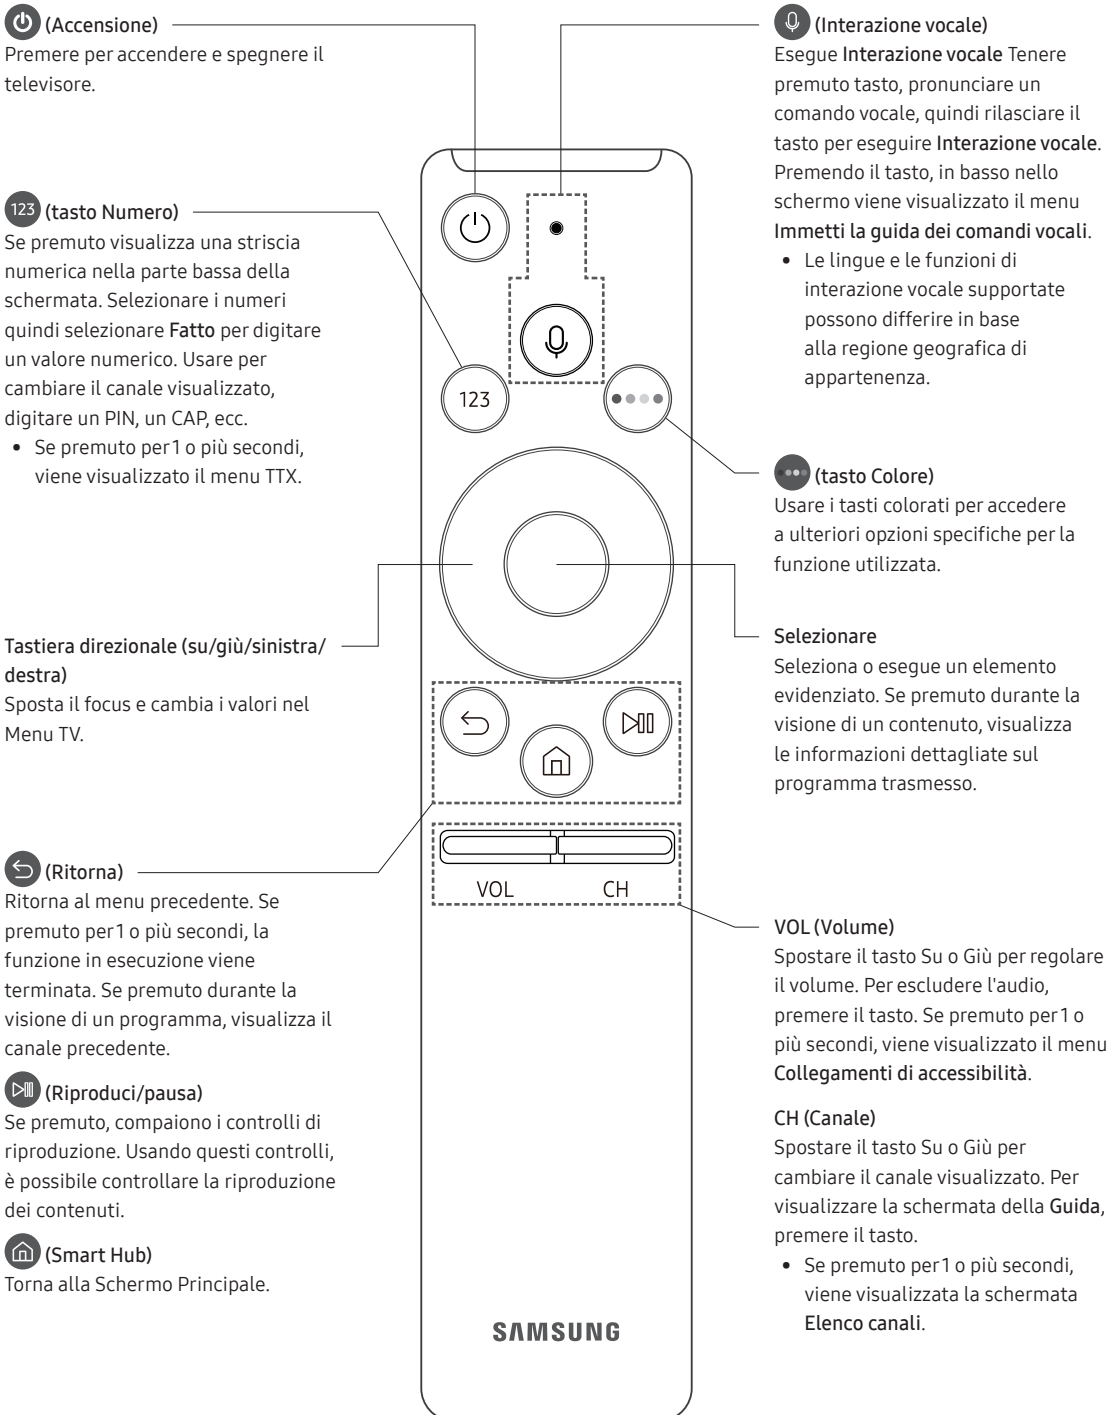 (Accensione)
Premere per accendere e spegnere il
televisore.
123 (tasto Numero)
Se premuto visualizza una striscia
numerica nella parte bassa della
schermata. Selezionare i numeri
quindi selezionare Fatto per digitare
un valore numerico. Usare per
cambiare il canale visualizzato,
digitare un PIN, un CAP, ecc.
• Se premuto per 1 o più secondi,
viene visualizzato il menu TTX.
Tastiera direzionale (su/giù/sinistra/
destra)
Sposta il focus e cambia i valori nel
Menu TV.
(Ritorna)
Ritorna al menu precedente. Se
premuto per 1 o più secondi, la
funzione in esecuzione viene
terminata. Se premuto durante la
visione di un programma, visualizza il
canale precedente.
(Riproduci/pausa)
Se premuto, compaiono i controlli di
riproduzione. Usando questi controlli,
è possibile controllare la riproduzione
dei contenuti.
(Smart Hub)
Torna alla Schermo Principale.
123
VOL CH
SAMSUNG
(Interazione vocale)
Esegue Interazione vocale Tenere
premuto tasto, pronunciare un
comando vocale, quindi rilasciare il
tasto per eseguire Interazione vocale.
Premendo il tasto, in basso nello
schermo viene visualizzato il menu
Immetti la guida dei comandi vocali.
• Le lingue e le funzioni di
interazione vocale supportate
possono differire in base
alla regione geografica di
appartenenza.
(tasto Colore)
Usare i tasti colorati per accedere
a ulteriori opzioni specifiche per la
funzione utilizzata.
Selezionare
Seleziona o esegue un elemento
evidenziato. Se premuto durante la
visione di un contenuto, visualizza
le informazioni dettagliate sul
programma trasmesso.
VOL (Volume)
Spostare il tasto Su o Giù per regolare
il volume. Per escludere l'audio,
premere il tasto. Se premuto per 1 o
più secondi, viene visualizzato il menu
Collegamenti di accessibilità.
CH (Canale)
Spostare il tasto Su o Giù per
cambiare il canale visualizzato. Per
visualizzare la schermata della Guida,
premere il tasto.
• Se premuto per 1 o più secondi,
viene visualizzata la schermata
Elenco canali.